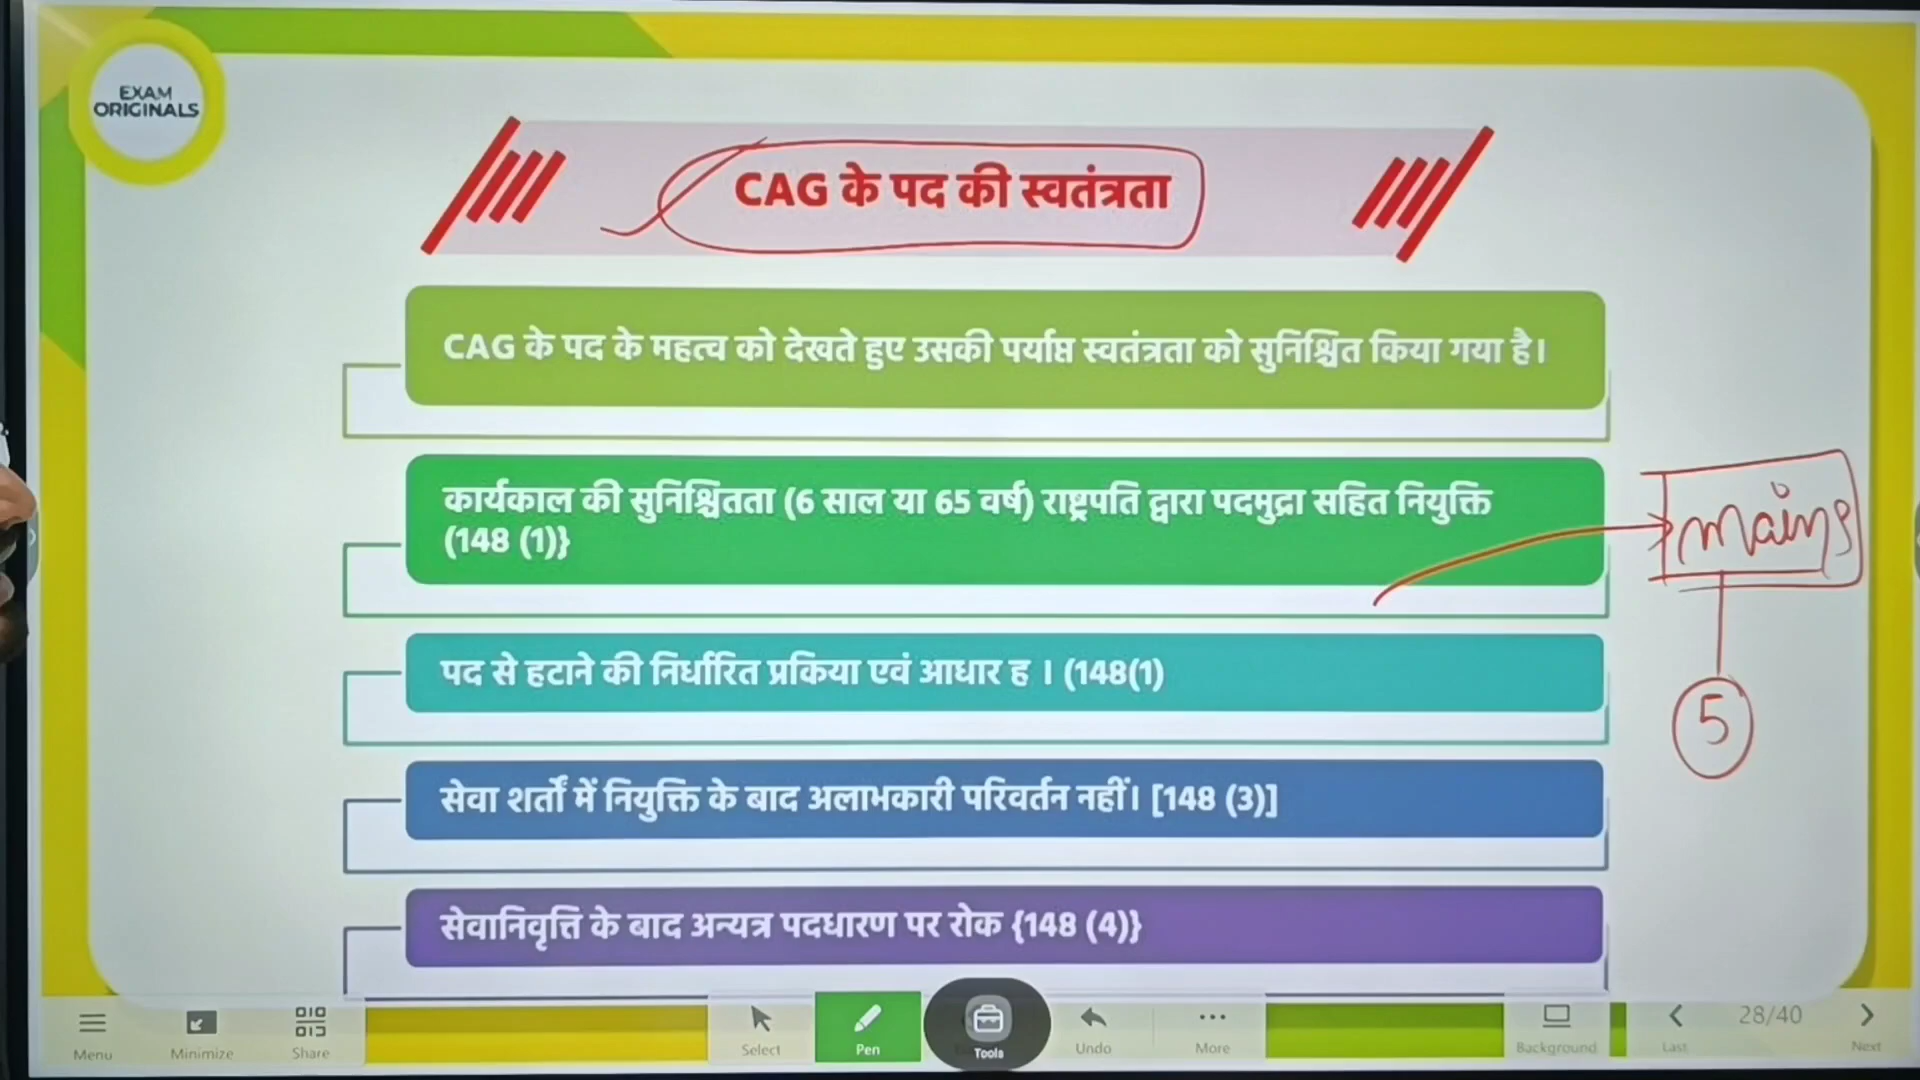 EXAM
ORIGINALS
CAG के पद की स्वतंत्रता
CAG के पद के महत्व को देखते हुए उसकी पर्याप्त स्वतंत्रता को सुनिश्चित किया गया है।
कार्यकाल की सुनिश्चितता (6 साल या 65 वर्ष) राष्ट्रपति द्वारा पदमुद्रा सहित नियुक्ति
(148 (1)}
mains
पद से हटाने की निर्धारित प्रकिया एवं आधार ह । (148(1)
5
सेवा शर्तों में नियुक्ति के बाद अलाभकारी परिवर्तन नहीं। [148 (3)]
सेवानिवृत्ति के बाद अन्यत्र पदधारण पर रोक {148 (4)}
Menu
Minimize
Share
Select
Pen
Tools
Undo
More
Background
Last
28/40
Next